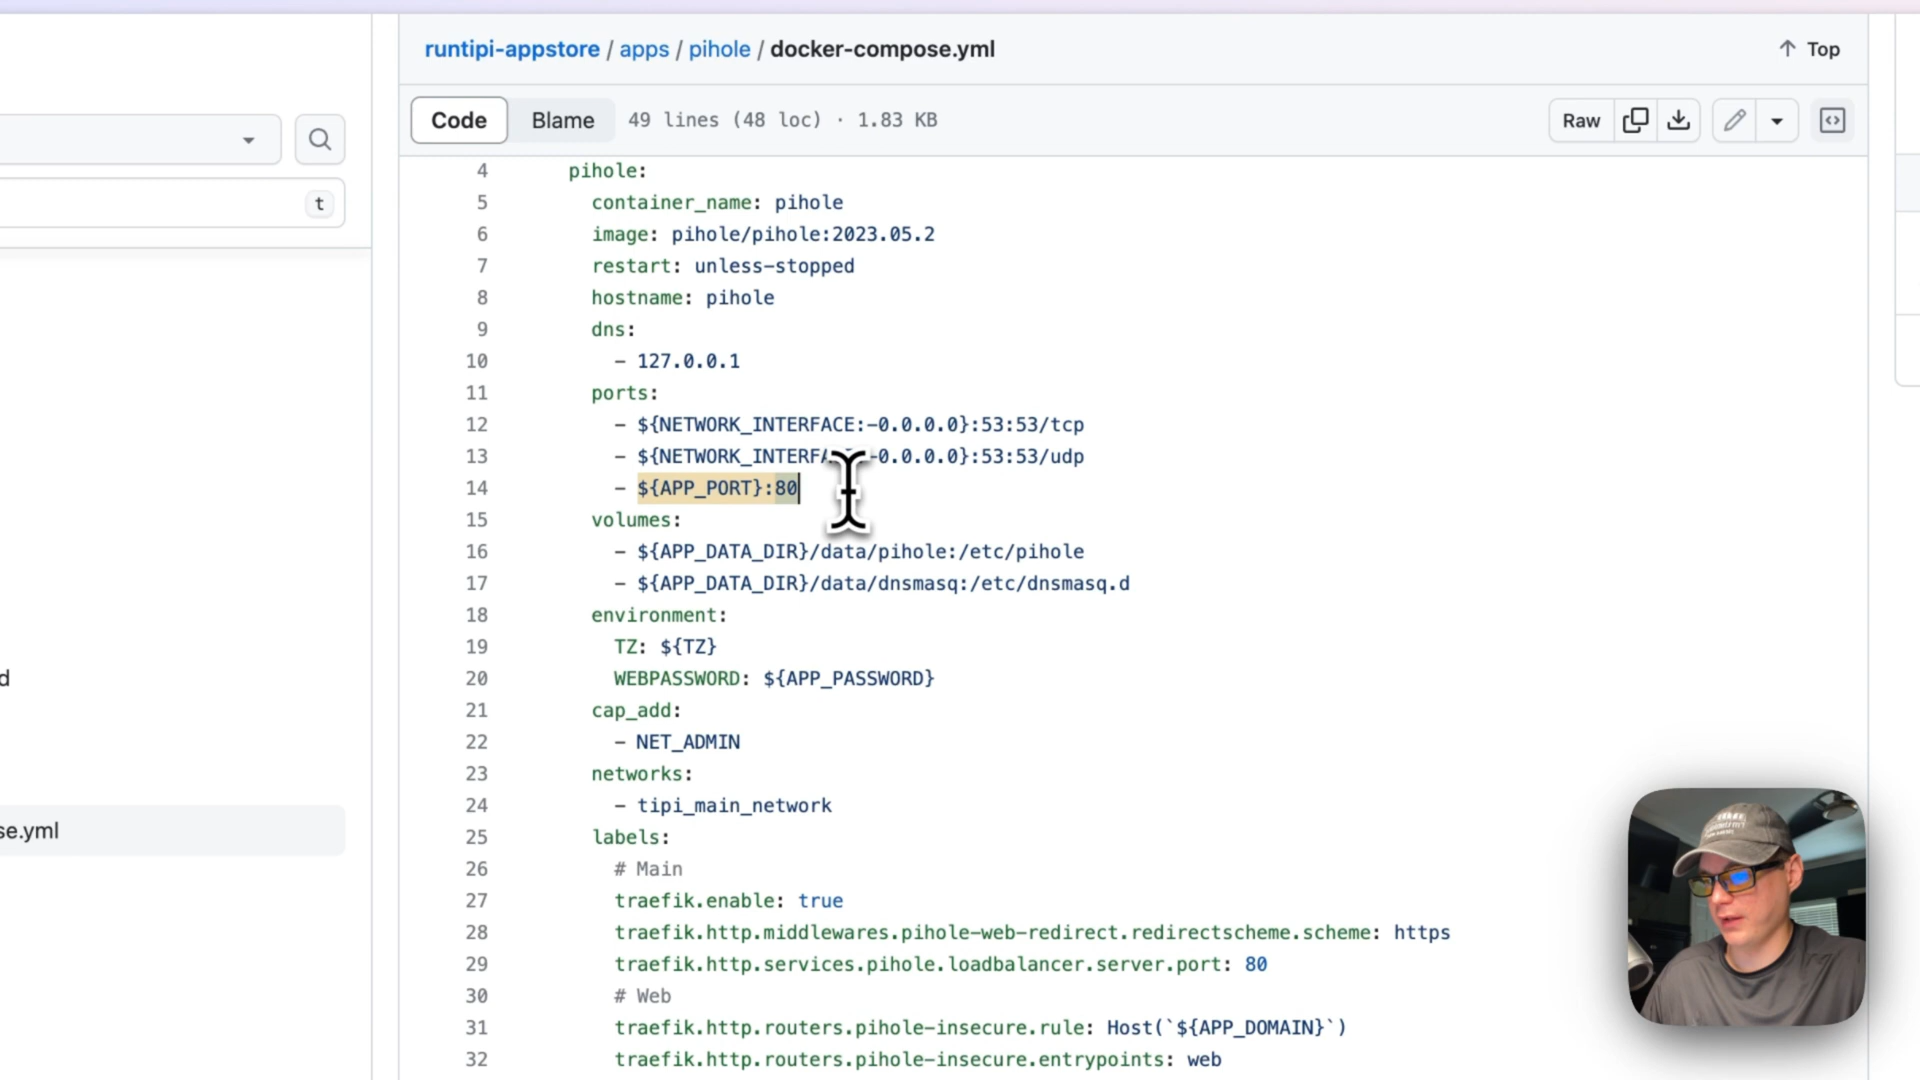 runtipi-appstore / apps / pihole / docker-compose.yml
Top
Code Blame 49 lines (48 loc) · 1.83 KB
Raw
t
4 pihole:
5 container_name: pihole
6 image: pihole/pihole:2023.05.2
7 restart: unless-stopped
8 hostname: pihole
9 dns:
10 - 127.0.0.1
11 ports:
12 - ${NETWORK_INTERFACE:-0.0.0.0}:53:53/tcp
13 - ${NETWORK_INTERFA -0.0.0.0}:53:53/udp
14 - ${APP_PORT}:80
15 volumes:
16 - ${APP_DATA_DIR}/data/pihole:/etc/pihole
17 - ${APP_DATA_DIR}/data/dnsmasq:/etc/dnsmasq.d
18 environment:
19 TZ: ${TZ}
20 WEBPASSWORD: ${APP_PASSWORD}
21 cap_add:
22 - NET_ADMIN
23 networks:
24 - tipi_main_network
25 labels:
26 # Main
27 traefik.enable: true
28 traefik.http.middlewares.pihole-web-redirect.redirectscheme.scheme: https
29 traefik.http.services.pihole.loadbalancer.server.port: 80
30 # Web
31 traefik.http.routers.pihole-insecure.rule: Host(`${APP_DOMAIN}`)
32 traefik.http.routers.pihole-insecure.entrypoints: web
d
se.yml